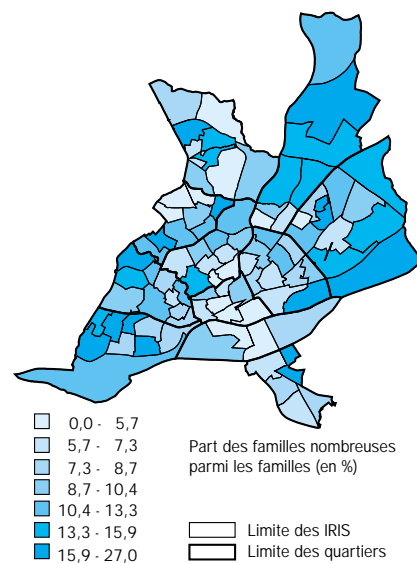 0,0 - 5,7
5,7 - 7,3
7,3 - 8,7
8,7 - 10,4
10,4 - 13,3
13,3 - 15,9
15,9 - 27,0
Part des familles nombreuses
parmi les familles (en %)
Limite des IRIS
Limite des quartiers